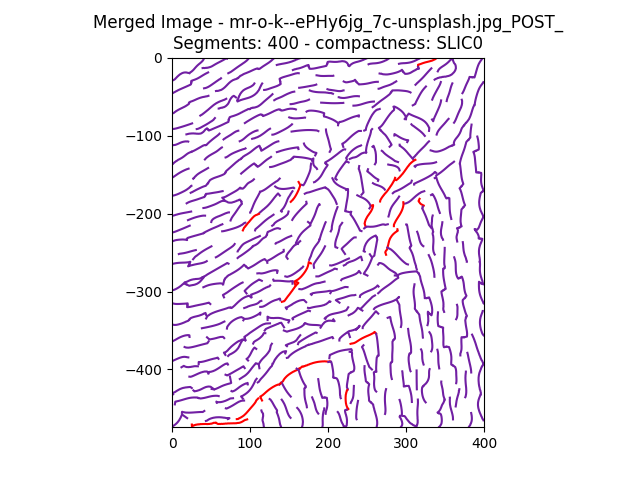 Merged Image - mr-o-k--ePHy6jg_7c-unsplash.jpg_POST_
Segments: 400 - compactness: SLIC0
0
−100
−200
−300
−400
0 100 200 300 400